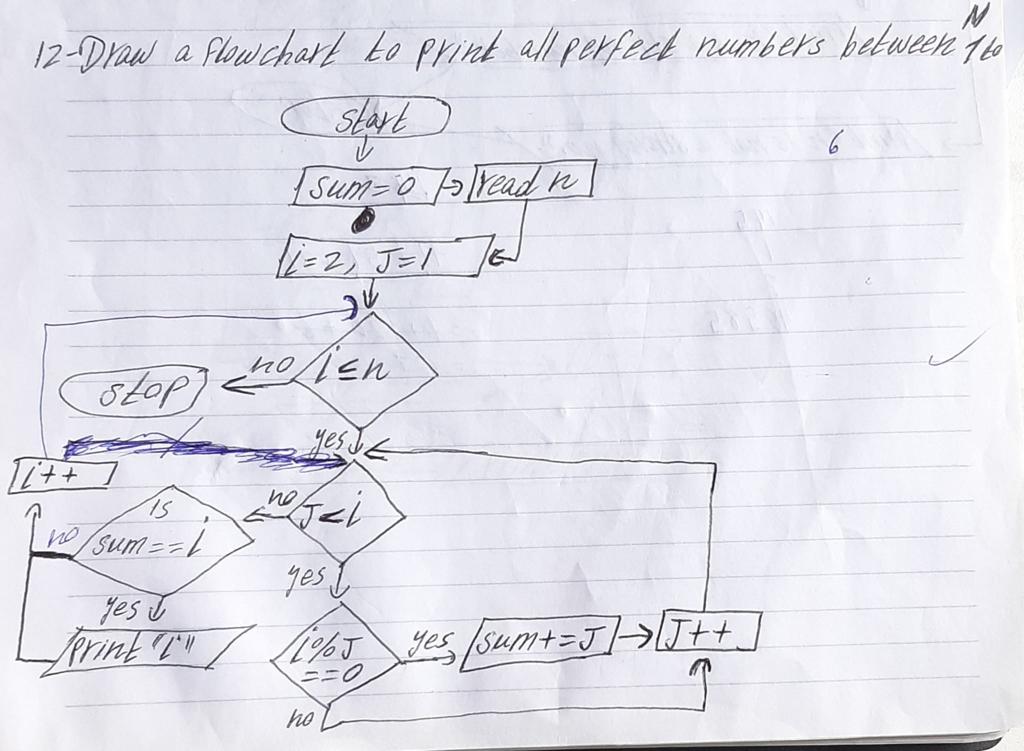 N
12-Draw a flowchart to print all perfect numbers between 1 to
start
6
sum=0
read n
i=2, J=1
i≤n
no
stop
yes
i++
J<i
no
is
sum==i
no
yes
yes
print "i"
i%J
==0
yes
sum+=J
J++
no